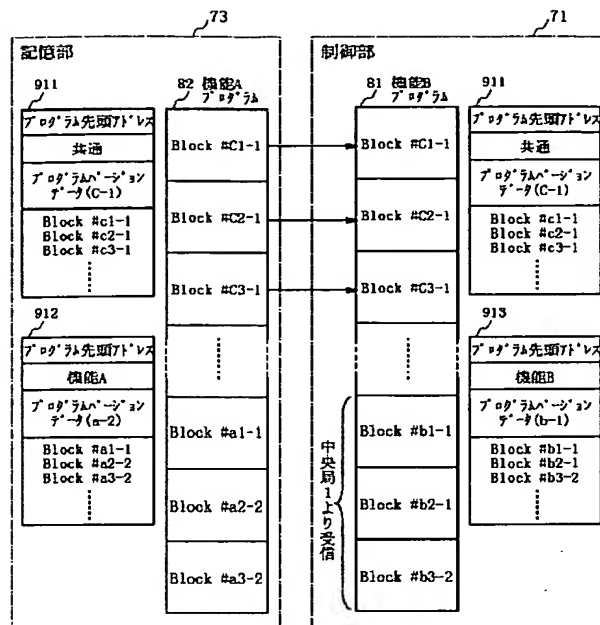 73
記憶部
911
プログラム先頭アドレス
共通
プログラムバージョン
データ(C-1)
Block #c1-1
Block #c2-1
Block #c3-1
912
プログラム先頭アドレス
機能A
プログラムバージョン
データ(a-2)
Block #a1-1
Block #a2-2
Block #a3-2
82 機能A
プログラム
Block #C1-1
Block #C2-1
Block #C3-1
Block #a1-1
Block #a2-2
Block #a3-2
71
制御部
81 機能B
プログラム
Block #C1-1
Block #C2-1
Block #C3-1
Block #b1-1
Block #b2-1
Block #b3-2
中央局1より受信
911
プログラム先頭アドレス
共通
プログラムバージョン
データ(C-1)
Block #c1-1
Block #c2-1
Block #c3-1
913
プログラム先頭アドレス
機能B
プログラムバージョン
データ(b-1)
Block #b1-1
Block #b2-1
Block #b3-2